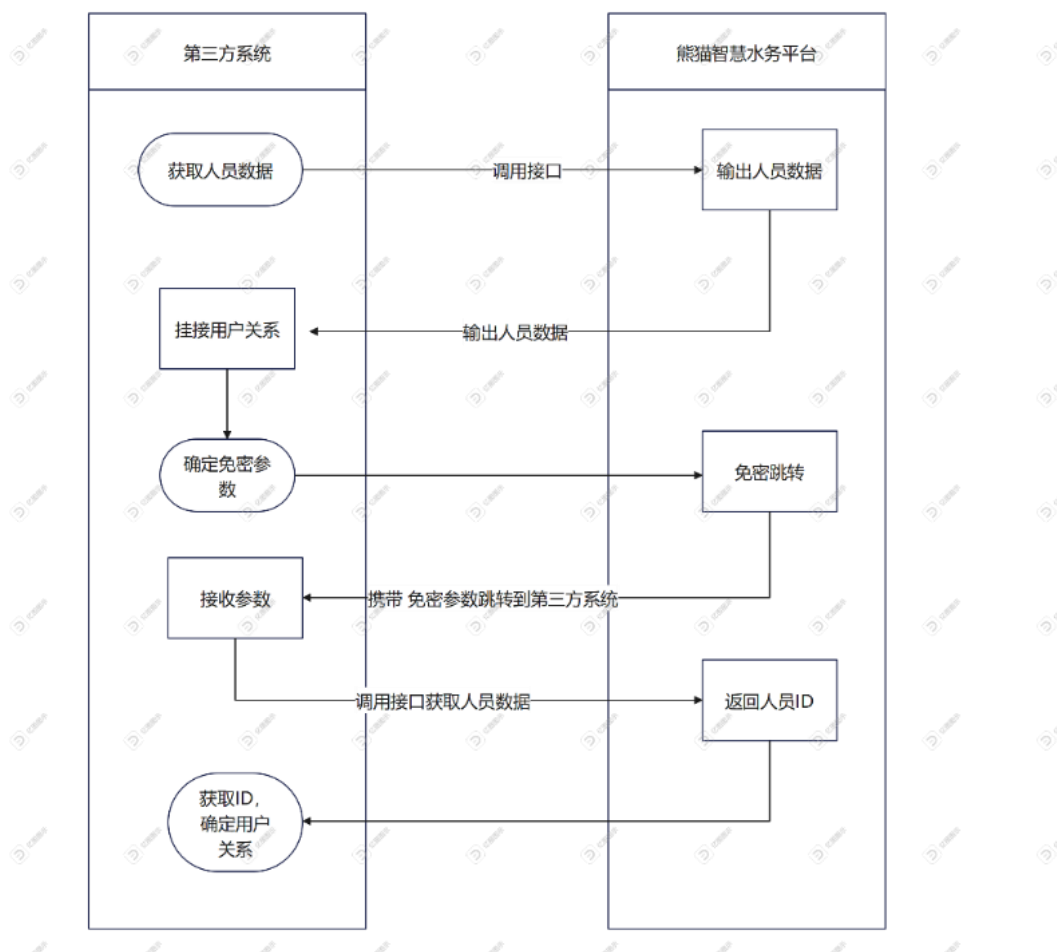 第三方系统
熊猫智慧水务平台
获取人员数据
调用接口
输出人员数据
挂接用户关系
输出人员数据
确定免密参
数
免密跳转
接收参数
携带 免密参数跳转到第三方系统
调用接口获取人员数据
返回人员ID
获取ID，
确定用户
关系